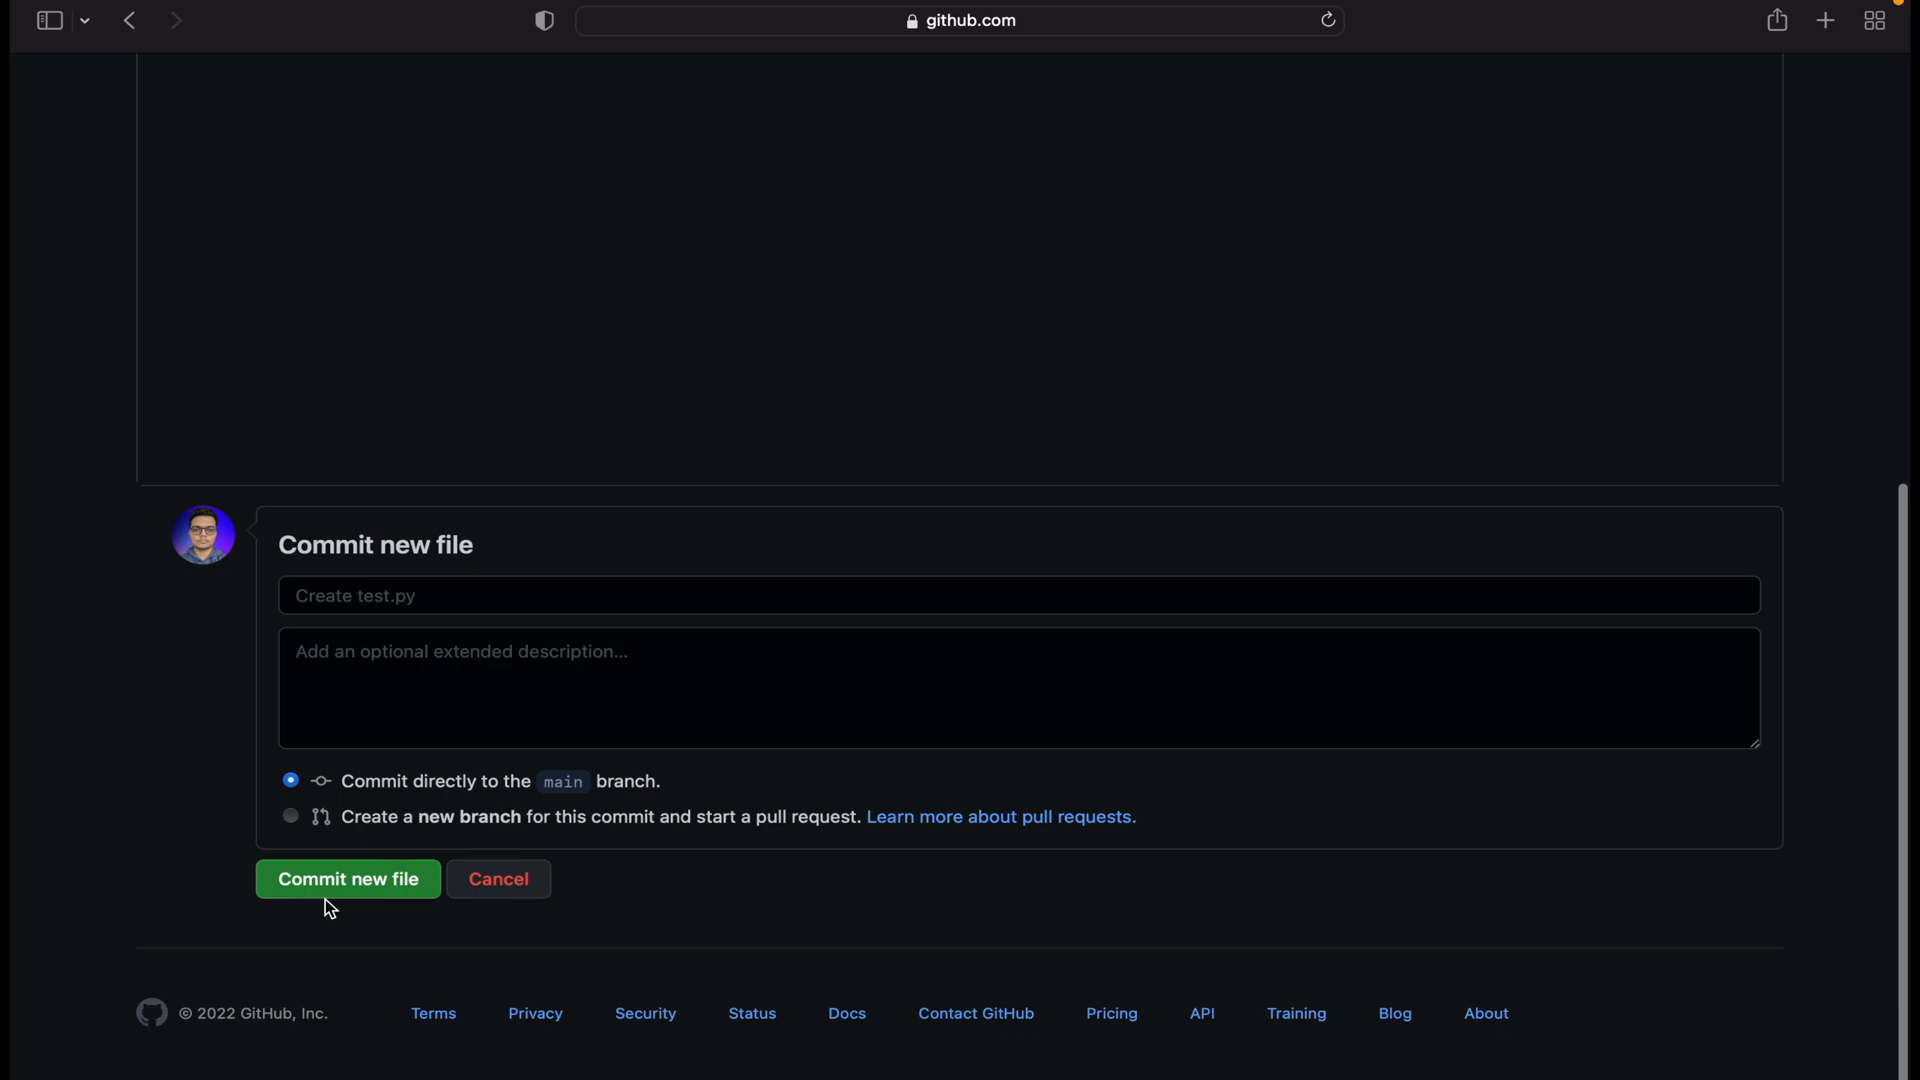 github.com
Commit new file
Create test.py
Add an optional extended description...
Commit directly to the main branch.
Create a new branch for this commit and start a pull request. Learn more about pull requests.
Commit new file Cancel
© 2022 GitHub, Inc. Terms Privacy Security Status Docs Contact GitHub Pricing API Training Blog About